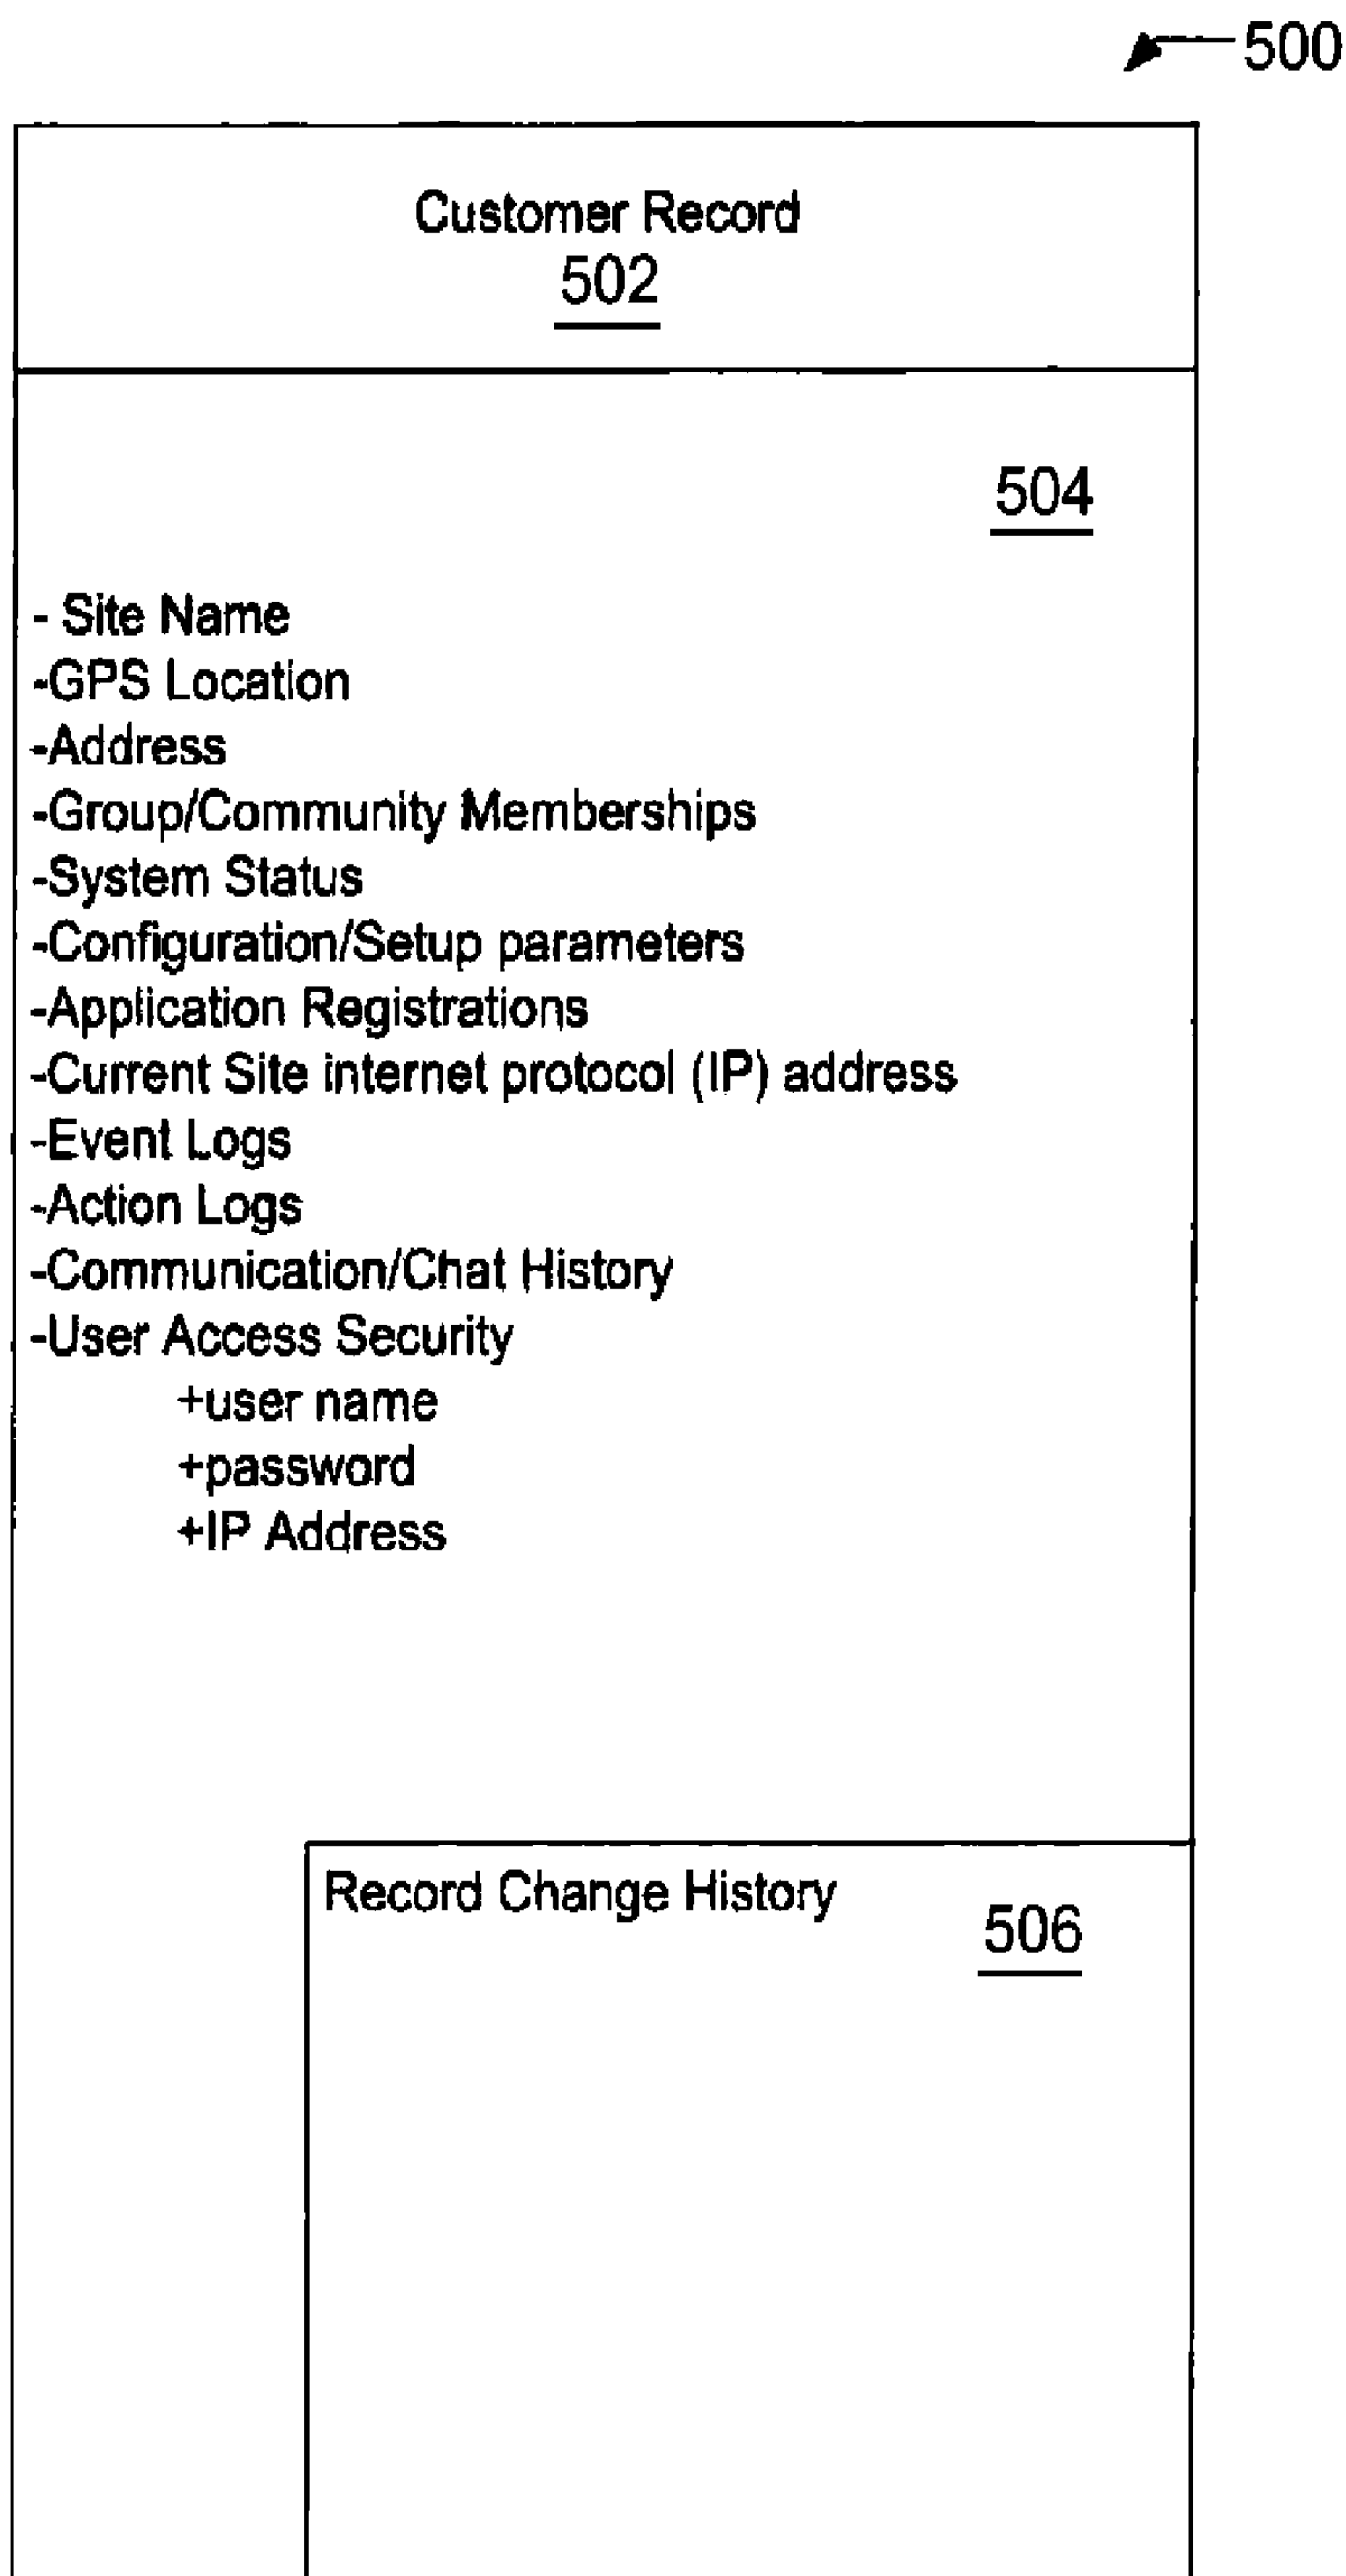 500
Customer Record
502
504
- Site Name
-GPS Location
-Address
-Group/Community Memberships
-System Status
-Configuration/Setup parameters
-Application Registrations
-Current Site internet protocol (IP) address
-Event Logs
-Action Logs
-Communication/Chat History
-User Access Security
+user name
+password
+IP Address
Record Change History
506